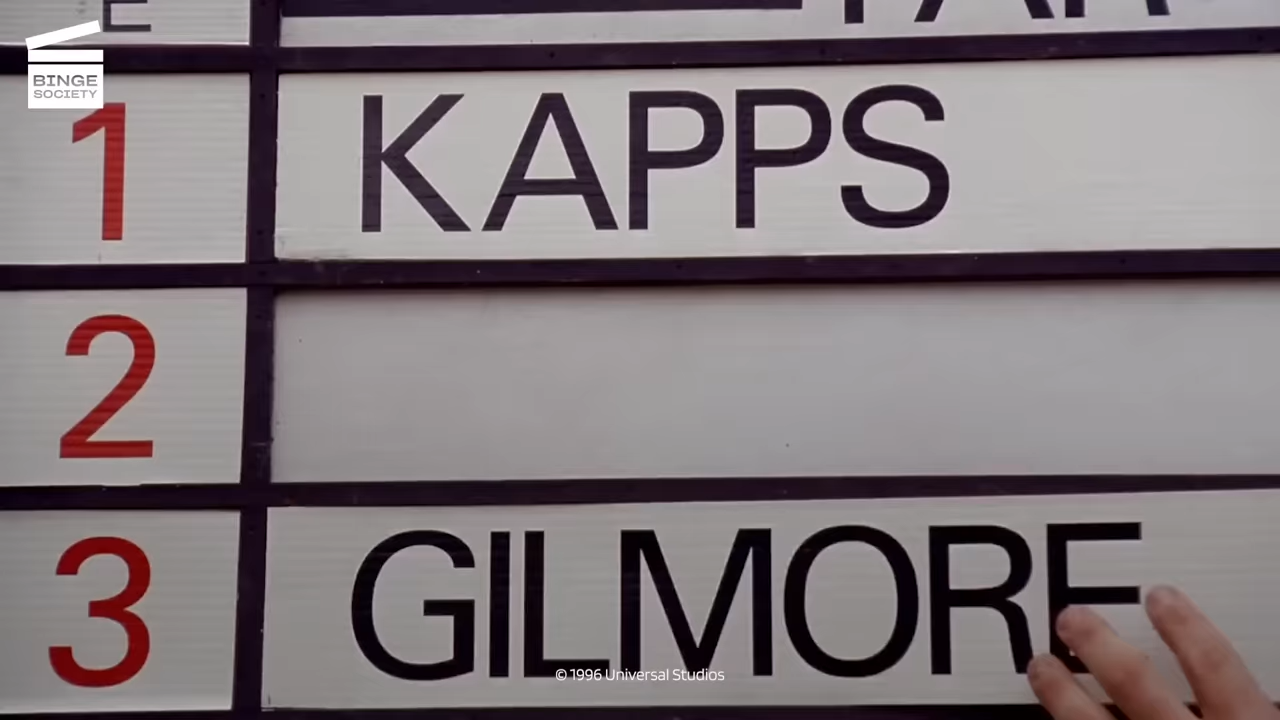 E
BINGE
SOCIETY
1 KAPPS
2
3 GILMORE
© 1996 Universal Studios